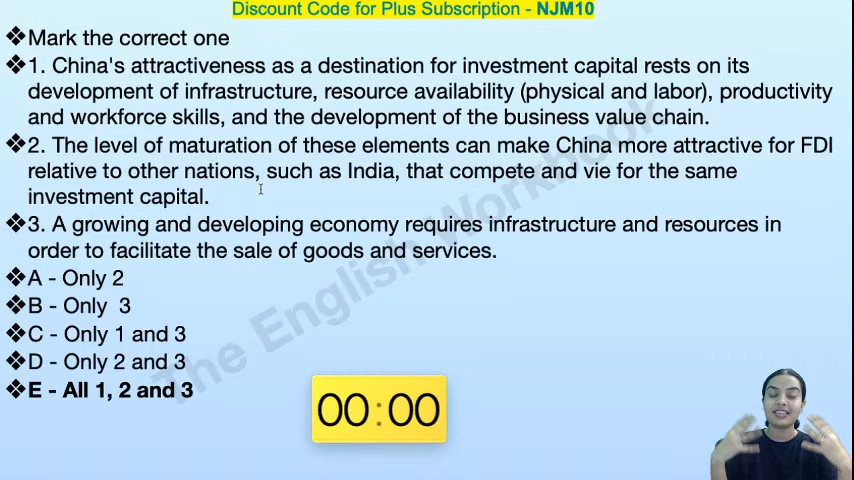 Discount Code for Plus Subscription - NJM10
❖Mark the correct one
❖1. China's attractiveness as a destination for investment capital rests on its
development of infrastructure, resource availability (physical and labor), productivity
and workforce skills, and the development of the business value chain.
❖2. The level of maturation of these elements can make China more attractive for FDI
relative to other nations, such as India, that compete and vie for the same
investment capital.
❖3. A growing and developing economy requires infrastructure and resources in
order to facilitate the sale of goods and services.
❖A - Only 2
❖B - Only 3
❖C - Only 1 and 3
❖D - Only 2 and 3
❖E - All 1, 2 and 3
The English Workbook
00:00